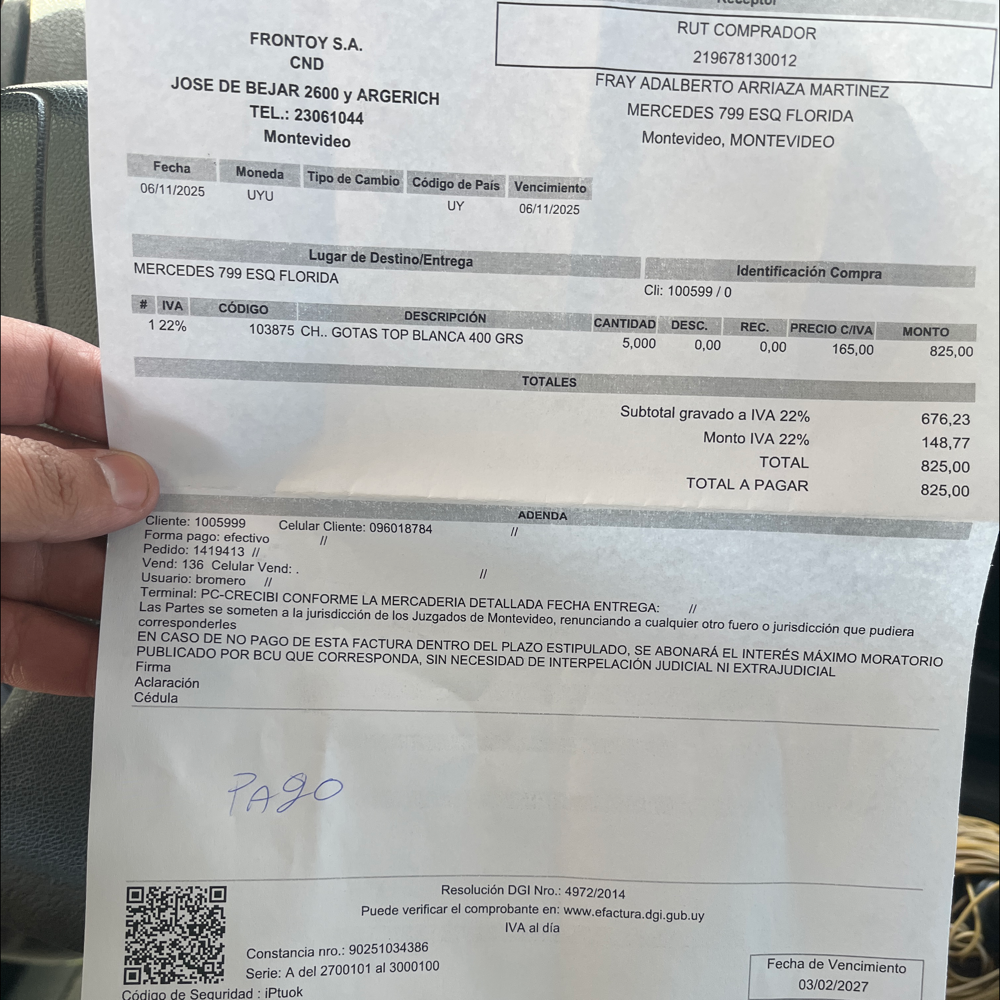 Receptor
FRONTOY S.A.
CND
JOSE DE BEJAR 2600 y ARGERICH
TEL.: 23061044
Montevideo
RUT COMPRADOR
219678130012
FRAY ADALBERTO ARRIAZA MARTINEZ
MERCEDES 799 ESQ FLORIDA
Montevideo, MONTEVIDEO
Fecha Moneda Tipo de Cambio Código de País Vencimiento
06/11/2025 UYU UY 06/11/2025
Lugar de Destino/Entrega Identificación Compra
MERCEDES 799 ESQ FLORIDA Cli: 100599 / 0
# IVA CÓDIGO DESCRIPCIÓN CANTIDAD DESC. REC. PRECIO C/IVA MONTO
1 22% 103875 CH.. GOTAS TOP BLANCA 400 GRS 5,000 0,00 0,00 165,00 825,00
TOTALES
Subtotal gravado a IVA 22% 676,23
Monto IVA 22% 148,77
TOTAL 825,00
TOTAL A PAGAR 825,00
ADENDA
Cliente: 1005999 Celular Cliente: 096018784 //
Forma pago: efectivo //
Pedido: 1419413 //
Vend: 136 Celular Vend: . //
Usuario: bromero //
Terminal: PC-CRECIBI CONFORME LA MERCADERIA DETALLADA FECHA ENTREGA: //
Las Partes se someten a la jurisdicción de los Juzgados de Montevideo, renunciando a cualquier otro fuero o jurisdicción que pudiera
corresponderles
EN CASO DE NO PAGO DE ESTA FACTURA DENTRO DEL PLAZO ESTIPULADO, SE ABONARÁ EL INTERÉS MÁXIMO MORATORIO
PUBLICADO POR BCU QUE CORRESPONDA, SIN NECESIDAD DE INTERPELACIÓN JUDICIAL NI EXTRAJUDICIAL
Firma
Aclaración
Cédula
PAgO
Resolución DGI Nro.: 4972/2014
Puede verificar el comprobante en: www.efactura.dgi.gub.uy
IVA al día
Constancia nro.: 90251034386
Serie: A del 2700101 al 3000100
Código de Seguridad : iPtuok
Fecha de Vencimiento
03/02/2027